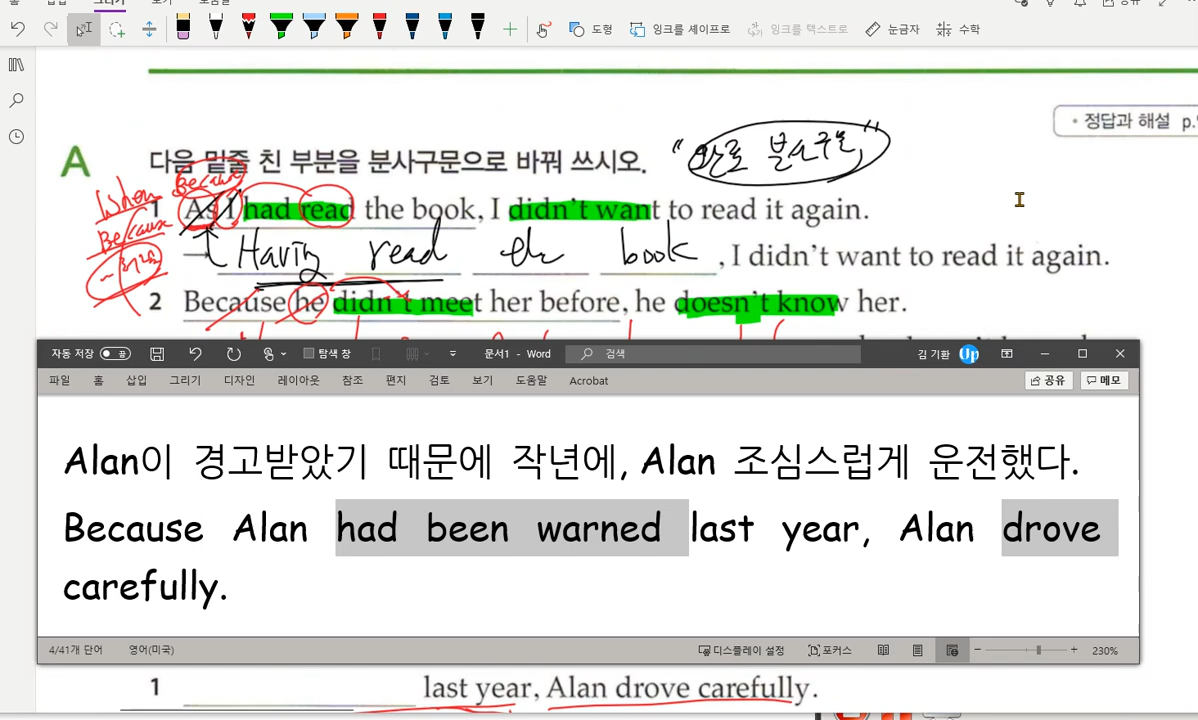 도형 잉크를 셰이프로 잉크를 텍스트로 눈금자 수학
정답과 해설 p.
A 다음 밑줄 친 부분을 분사구문으로 바꿔 쓰시오. "완료 분사구문"
When Because
1 As I had read the book, I didn't want to read it again.
Because
→ Having read the book, I didn't want to read it again.
2 Because he didn't meet her before, he doesn't know her.
자동 저장 끔 탐색 창 문서1 - Word 검색 김 기환 Up
파일 홈 삽입 그리기 디자인 레이아웃 참조 편지 검토 보기 도움말 Acrobat 공유 메모
Alan이 경고받았기 때문에 작년에, Alan 조심스럽게 운전했다.
Because Alan had been warned last year, Alan drove
carefully.
4/41개 단어 영어(미국) 디스플레이 설정 포커스 230%
1 last year, Alan drove carefully.